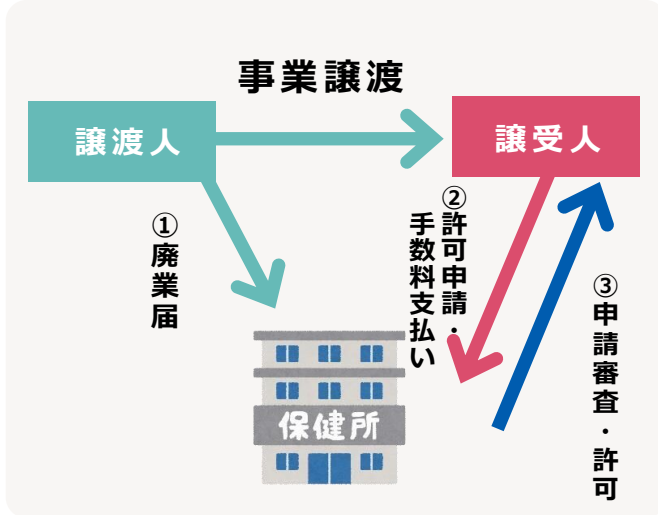 事業譲渡
譲渡人
譲受人
①廃業届
②許可申請・
手数料支払い
③申請審査・許可
保健所